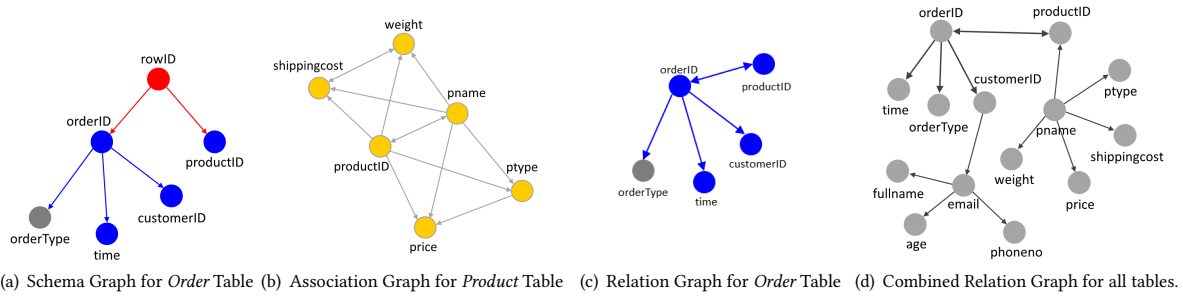 rowID
orderID
productID
customerID
orderType
time
(a) Schema Graph for Order Table
weight
shippingcost
pname
productID
ptype
price
(b) Association Graph for Product Table
orderID
productID
customerID
orderType
time
(c) Relation Graph for Order Table
orderID
productID
customerID
time
orderType
ptype
pname
shippingcost
weight
price
fullname
email
age
phoneno
(d) Combined Relation Graph for all tables.